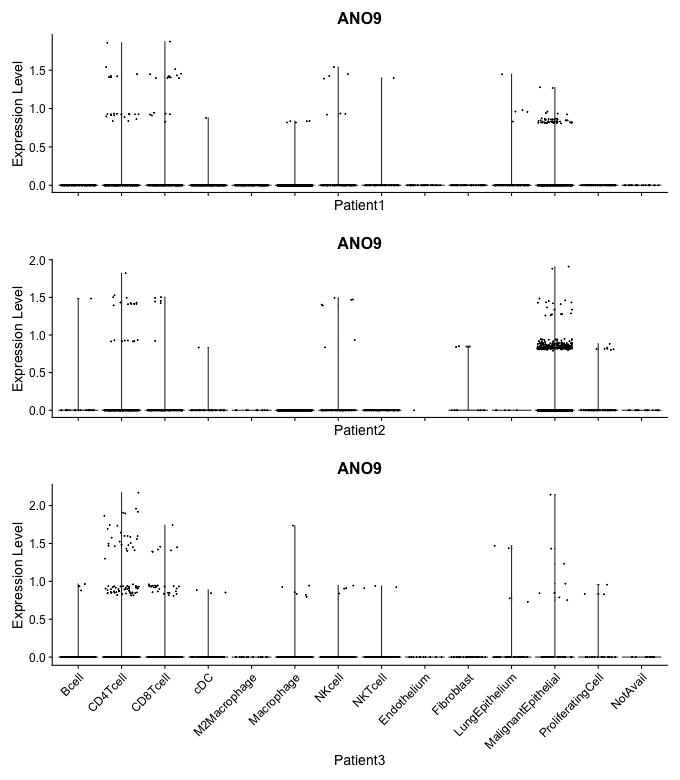 ANO9
Expression Level
1.5
1.0
0.5
0.0
Patient1
ANO9
Expression Level
2.0
1.5
1.0
0.5
0.0
Patient2
ANO9
Expression Level
2.0
1.5
1.0
0.5
0.0
Bcell
CD4Tcell
CD8Tcell
cDC
M2Macrophage
Macrophage
NKcell
NKTcell
Endothelium
Fibroblast
LungEpithelium
MalignantEpithelial
ProliferatingCell
NotAvail
Patient3